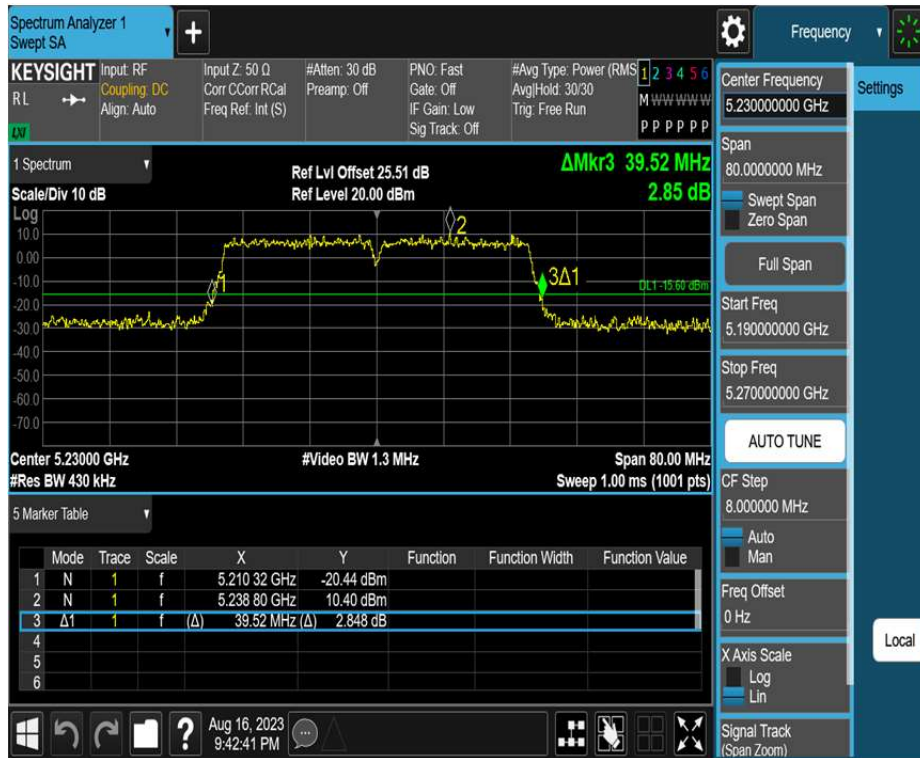 Spectrum Analyzer 1
Swept SA
+
Frequency
KEYSIGHT
RL
LXI
Input: RF
Coupling: DC
Align: Auto
Input Z: 50 Ω
Corr CCorr RCal
Freq Ref: Int (S)
#Atten: 30 dB
Preamp: Off
PNO: Fast
Gate: Off
IF Gain: Low
Sig Track: Off
#Avg Type: Power (RMS
Avg|Hold: 30/30
Trig: Free Run
1 2 3 4 5 6
M W W W W W
P P P P P P
1 Spectrum
Scale/Div 10 dB
Ref Lvl Offset 25.51 dB
Ref Level 20.00 dBm
ΔMkr3 39.52 MHz
2.85 dB
Log
10.0
0.00
-10.0
-20.0
-30.0
-40.0
-50.0
-60.0
-70.0
1
2
3Δ1
DL1 -15.60 dBm
Center 5.23000 GHz
#Video BW 1.3 MHz
Span 80.00 MHz
#Res BW 430 kHz
Sweep 1.00 ms (1001 pts)
5 Marker Table
Mode Trace Scale X Y Function Function Width Function Value
1 N 1 f 5.210 32 GHz -20.44 dBm
2 N 1 f 5.238 80 GHz 10.40 dBm
3 Δ1 1 f (Δ) 39.52 MHz (Δ) 2.848 dB
4
5
6
?
Aug 16, 2023
9:42:41 PM
Center Frequency
5.230000000 GHz
Span
80.0000000 MHz
Swept Span
Zero Span
Full Span
Start Freq
5.190000000 GHz
Stop Freq
5.270000000 GHz
AUTO TUNE
CF Step
8.000000 MHz
Auto
Man
Freq Offset
0 Hz
X Axis Scale
Log
Lin
Signal Track
(Span Zoom)
Settings
Local